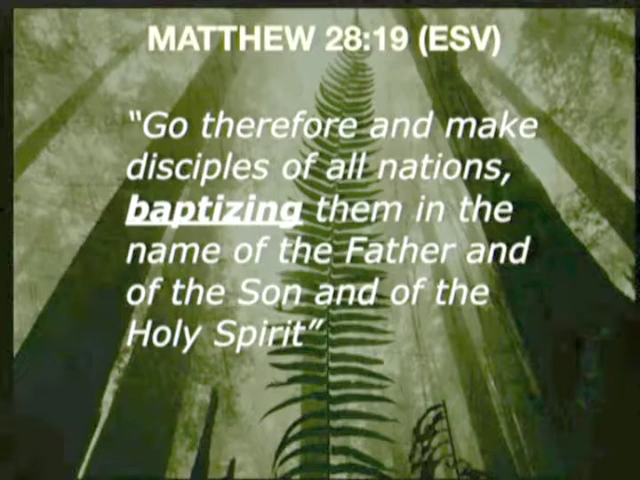 MATTHEW 28:19 (ESV)
“Go therefore and make
disciples of all nations,
baptizing them in the
name of the Father and
of the Son and of the
Holy Spirit”